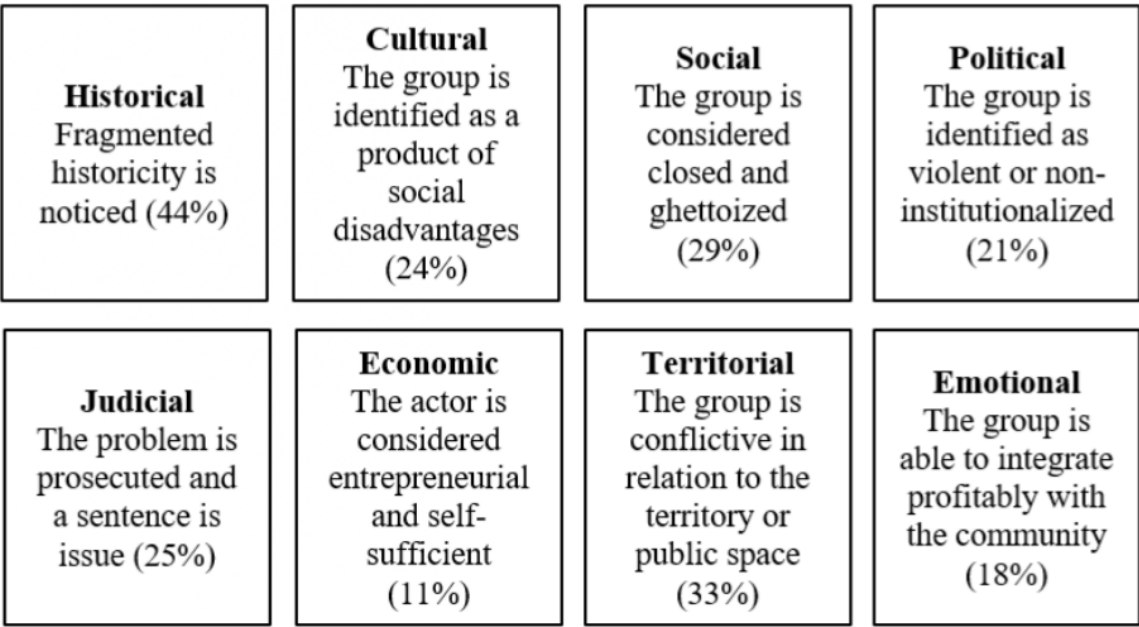 Historical
Fragmented
historicity is
noticed (44%)
Cultural
The group is
identified as a
product of
social
disadvantages
(24%)
Social
The group is
considered
closed and
ghettoized
(29%)
Political
The group is
identified as
violent or non-
institutionalized
(21%)
Judicial
The problem is
prosecuted and
a sentence is
issue (25%)
Economic
The actor is
considered
entrepreneurial
and self-
sufficient
(11%)
Territorial
The group is
conflictive in
relation to the
territory or
public space
(33%)
Emotional
The group is
able to integrate
profitably with
the community
(18%)